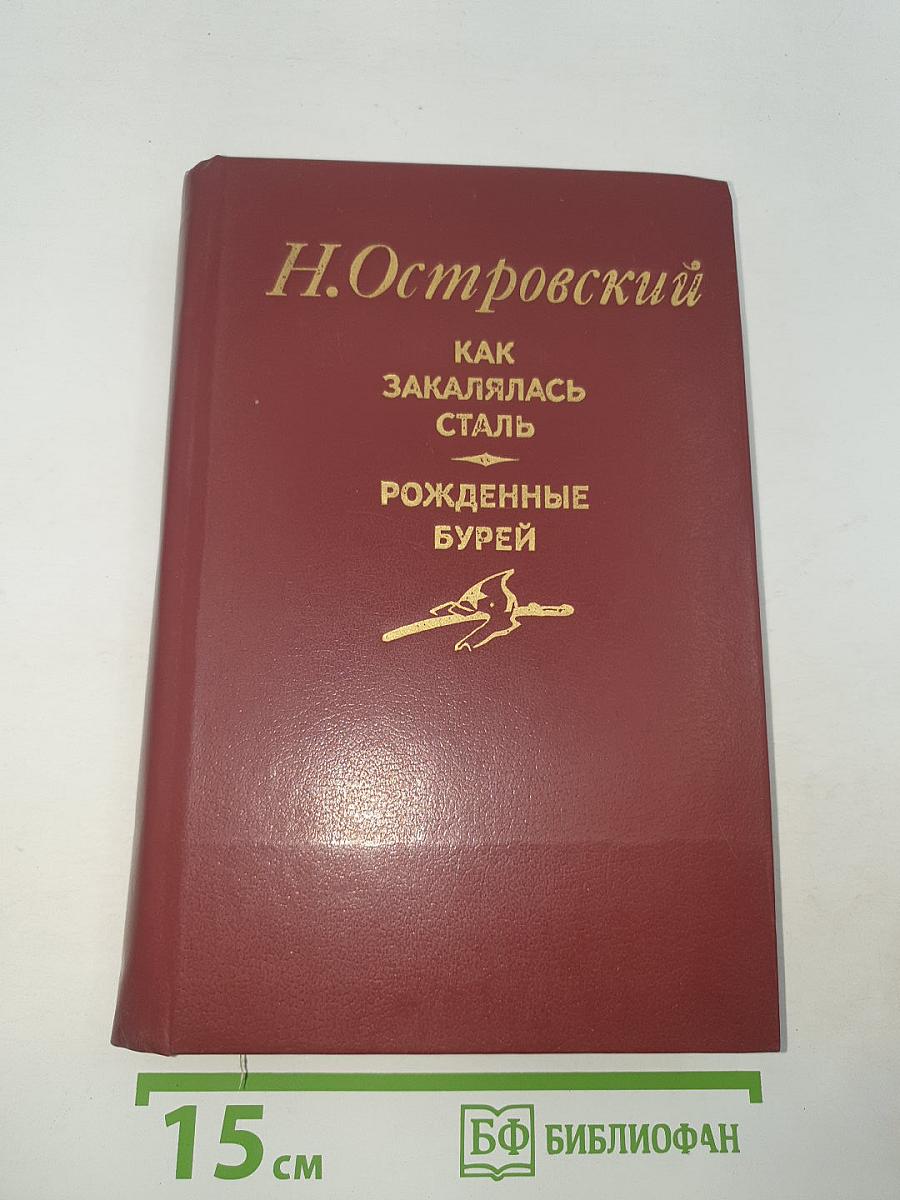 Н.Островский
КАК
ЗАКАЛЯЛАСЬ
СТАЛЬ
РОЖДЕННЫЕ
БУРЕЙ
15 см
БФ БИБЛИОФАН